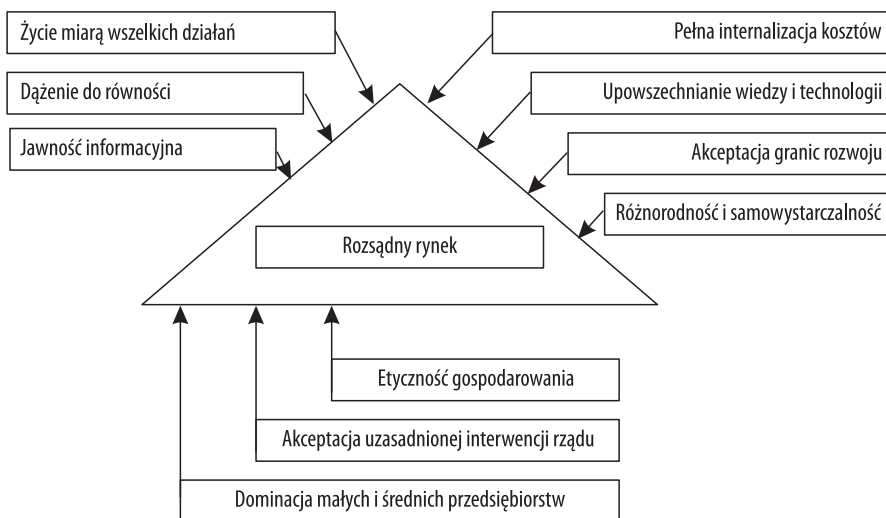 Życie miarą wszelkich działań
Dążenie do równości
Jawność informacyjna
Pełna internalizacja kosztów
Upowszechnianie wiedzy i technologii
Akceptacja granic rozwoju
Różnorodność i samowystarczalność
Rozsądny rynek
Etyczność gospodarowania
Akceptacja uzasadnionej interwencji rządu
Dominacja małych i średnich przedsiębiorstw